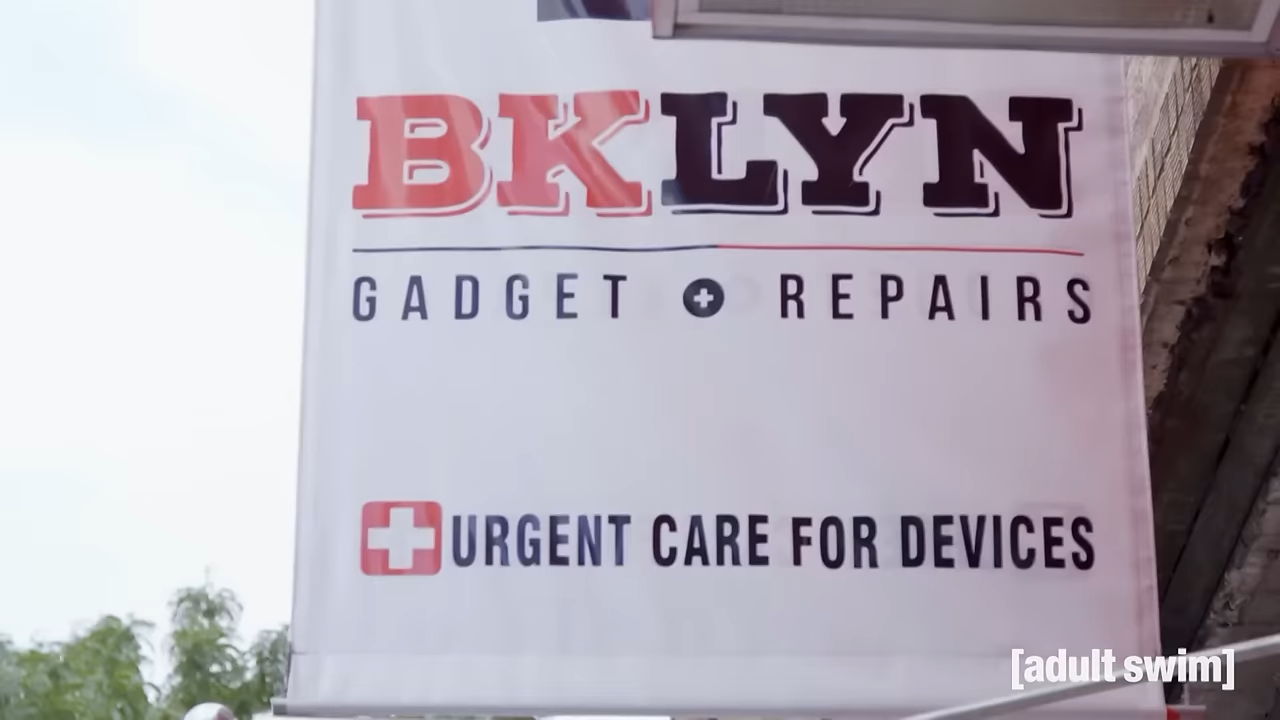 BKLYN
GADGET REPAIRS
URGENT CARE FOR DEVICES
[adult swim]